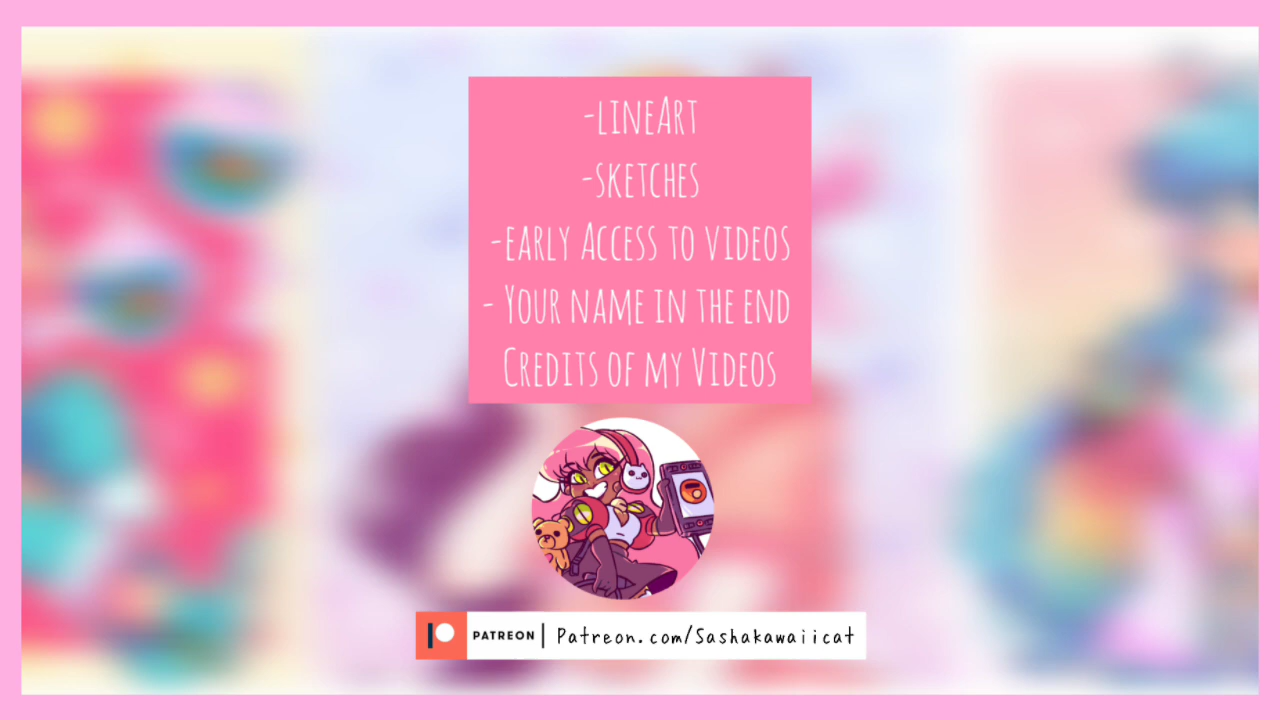 -LINEART
-SKETCHES
-EARLY ACCESS TO VIDEOS
- YOUR NAME IN THE END
CREDITS OF MY VIDEOS
PATREON | Patreon.com/Sashakawaiicat